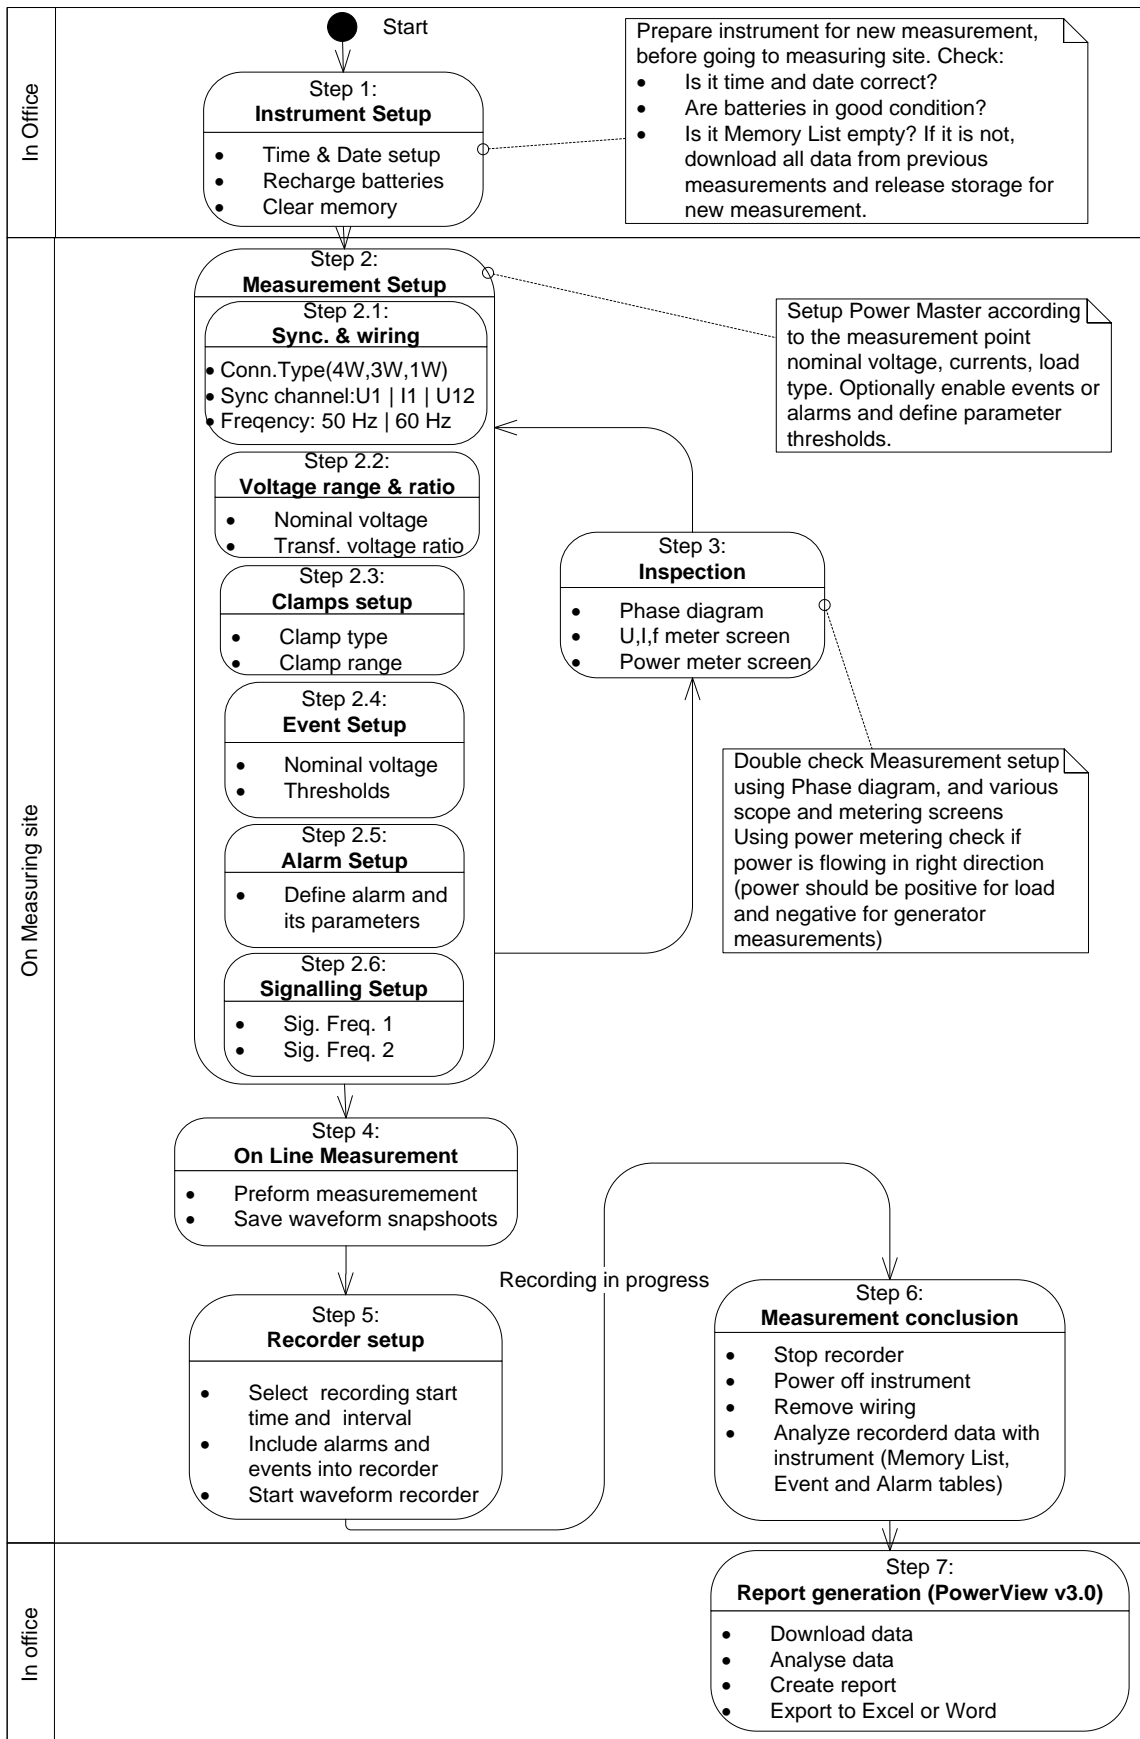 In Office
Start
Prepare instrument for new measurement,
before going to measuring site. Check:
• Is it time and date correct?
• Are batteries in good condition?
• Is it Memory List empty? If it is not,
download all data from previous
measurements and release storage for
new measurement.
Step 1:
Instrument Setup
• Time & Date setup
• Recharge batteries
• Clear memory
On Measuring site
Step 2:
Measurement Setup
Step 2.1:
Sync. & wiring
• Conn.Type(4W,3W,1W)
• Sync channel:U1 | I1 | U12
• Freqency: 50 Hz | 60 Hz
Setup Power Master according
to the measurement point
nominal voltage, currents, load
type. Optionally enable events or
alarms and define parameter
thresholds.
Step 2.2:
Voltage range & ratio
• Nominal voltage
• Transf. voltage ratio
Step 2.3:
Clamps setup
• Clamp type
• Clamp range
Step 3:
Inspection
• Phase diagram
• U,I,f meter screen
• Power meter screen
Step 2.4:
Event Setup
• Nominal voltage
• Thresholds
Double check Measurement setup
using Phase diagram, and various
scope and metering screens
Using power metering check if
power is flowing in right direction
(power should be positive for load
and negative for generator
measurements)
Step 2.5:
Alarm Setup
• Define alarm and
its parameters
Step 2.6:
Signalling Setup
• Sig. Freq. 1
• Sig. Freq. 2
Step 4:
On Line Measurement
• Preform measuremement
• Save waveform snapshoots
Step 5:
Recorder setup
• Select recording start
time and interval
• Include alarms and
events into recorder
• Start waveform recorder
Recording in progress
Step 6:
Measurement conclusion
• Stop recorder
• Power off instrument
• Remove wiring
• Analyze recorderd data with
instrument (Memory List,
Event and Alarm tables)
In office
Step 7:
Report generation (PowerView v3.0)
• Download data
• Analyse data
• Create report
• Export to Excel or Word